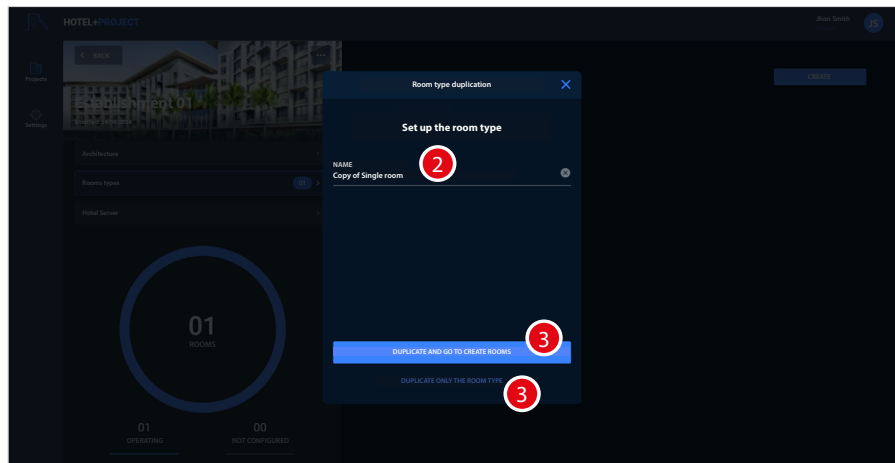 HOTEL+PROJECT
Jhon Smith
JS
BACK
Projects
CREATE
Room type duplication
Establishment 01
Settings
Set up the room type
Architecture
NAME
2
Copy of Single room
Rooms types
01
Hotel Server
01
ROOMS
3
DUPLICATE AND GO TO CREATE ROOMS
DUPLICATE ONLY THE ROOM TYPE
3
01
00
OPERATING
NOT CONFIGURED